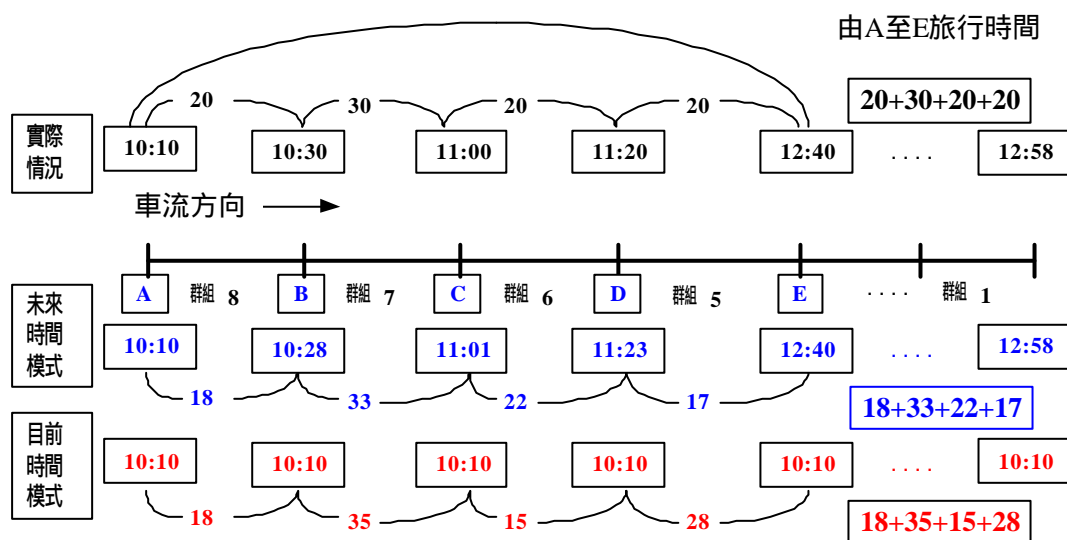 由A至E旅行時間
20 30 20 20 20+30+20+20
實際
情況
10:10 10:30 11:00 11:20 12:40 . . . . 12:58
車流方向
A 群組 8 B 群組 7 C 群組 6 D 群組 5 E . . . . 群組 1
未來
時間
模式
10:10 10:28 11:01 11:23 12:40 . . . . 12:58
18 33 22 17 18+33+22+17
目前
時間
模式
10:10 10:10 10:10 10:10 10:10 . . . . 10:10
18 35 15 28 18+35+15+28